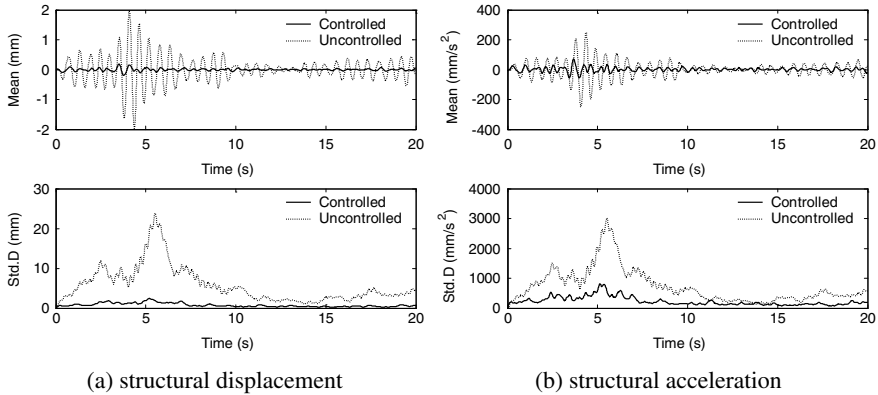 2
1
0
-1
-2
Mean (mm)
Controlled
Uncontrolled
0 5 10 15 20
Time (s)
400
200
0
-200
-400
Mean (mm/s²)
Controlled
Uncontrolled
0 5 10 15 20
Time (s)
30
20
10
0
Std.D (mm)
Controlled
Uncontrolled
0 5 10 15 20
Time (s)
4000
3000
2000
1000
0
Std.D (mm/s²)
Controlled
Uncontrolled
0 5 10 15 20
Time (s)
(a) structural displacement
(b) structural acceleration